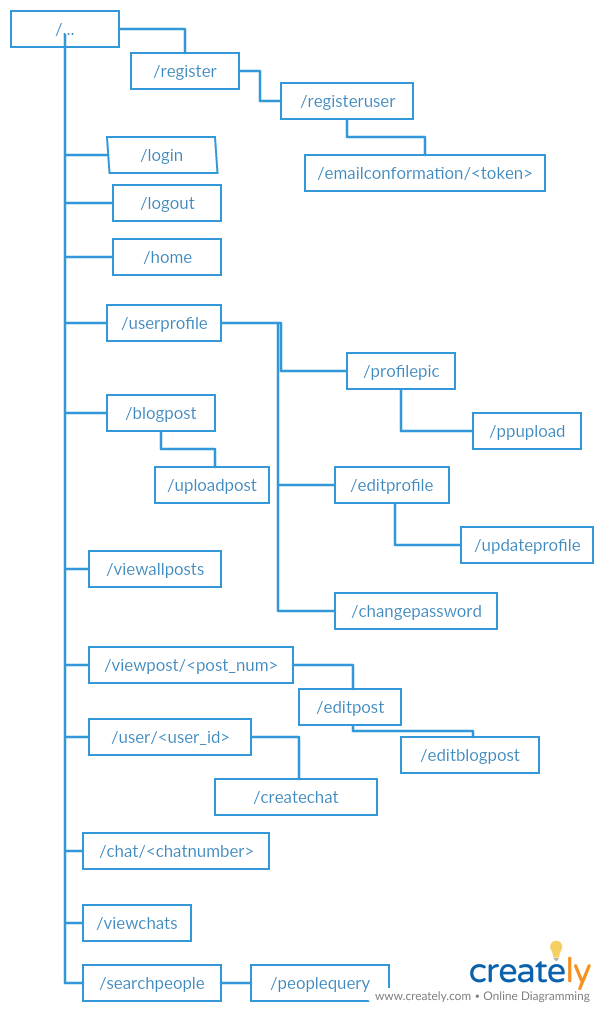 /...
/register
/registeruser
/login
/emailconformation/<token>
/logout
/home
/userprofile
/profilepic
/blogpost
/ppupload
/uploadpost
/editprofile
/updateprofile
/viewallposts
/changepassword
/viewpost/<post_num>
/editpost
/user/<user_id>
/editblogpost
/createchat
/chat/<chatnumber>
/viewchats
creately
/searchpeople
/peoplequery
www.creately.com • Online Diagramming